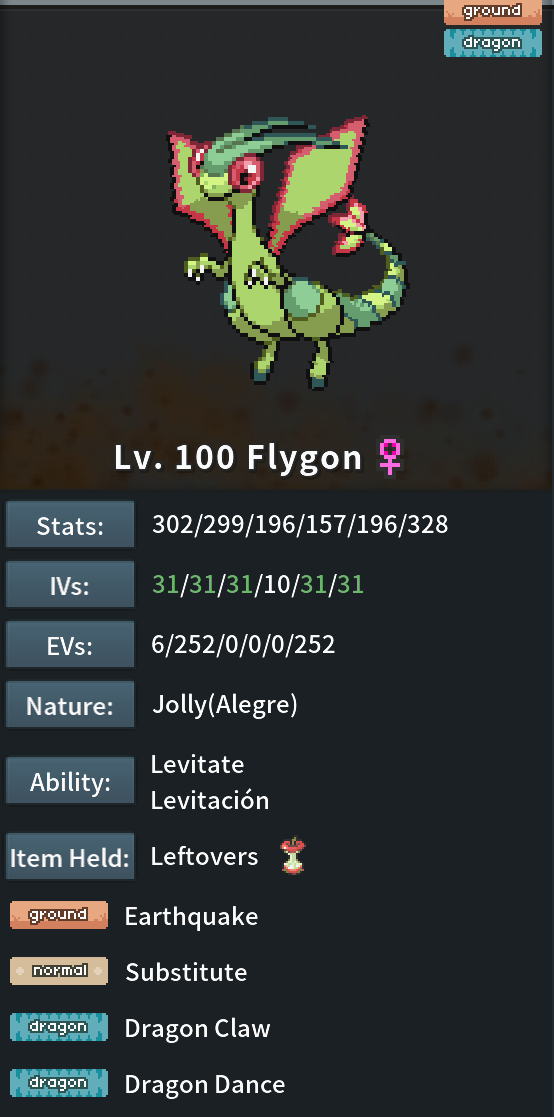 ground
dragon
Lv. 100 Flygon ♀
Stats: 302/299/196/157/196/328
IVs: 31/31/31/10/31/31
EVs: 6/252/0/0/0/252
Nature: Jolly(Alegre)
Ability: Levitate
Levitación
Item Held: Leftovers
ground Earthquake
normal Substitute
dragon Dragon Claw
dragon Dragon Dance